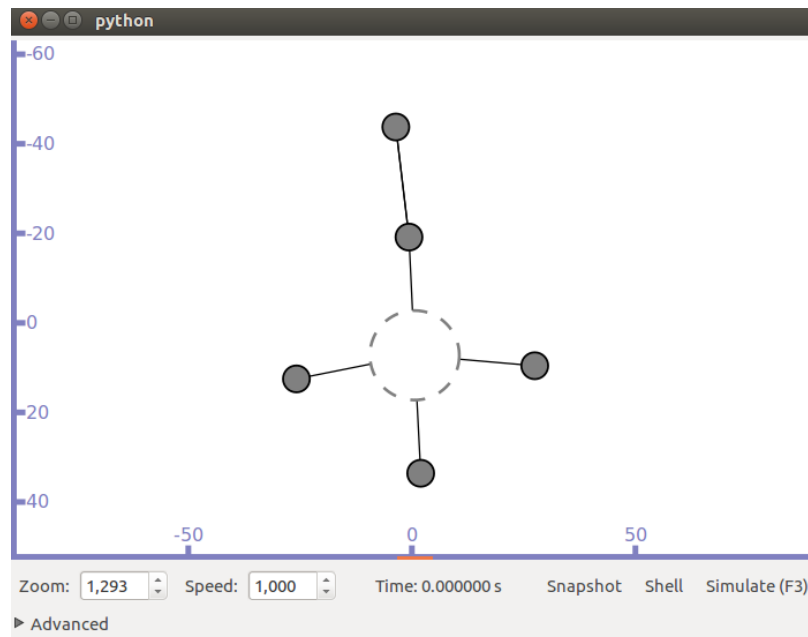 python
-60
-40
-20
0
20
40
-50 0 50
Zoom: 1,293 Speed: 1,000 Time: 0.000000 s Snapshot Shell Simulate (F3)
Advanced